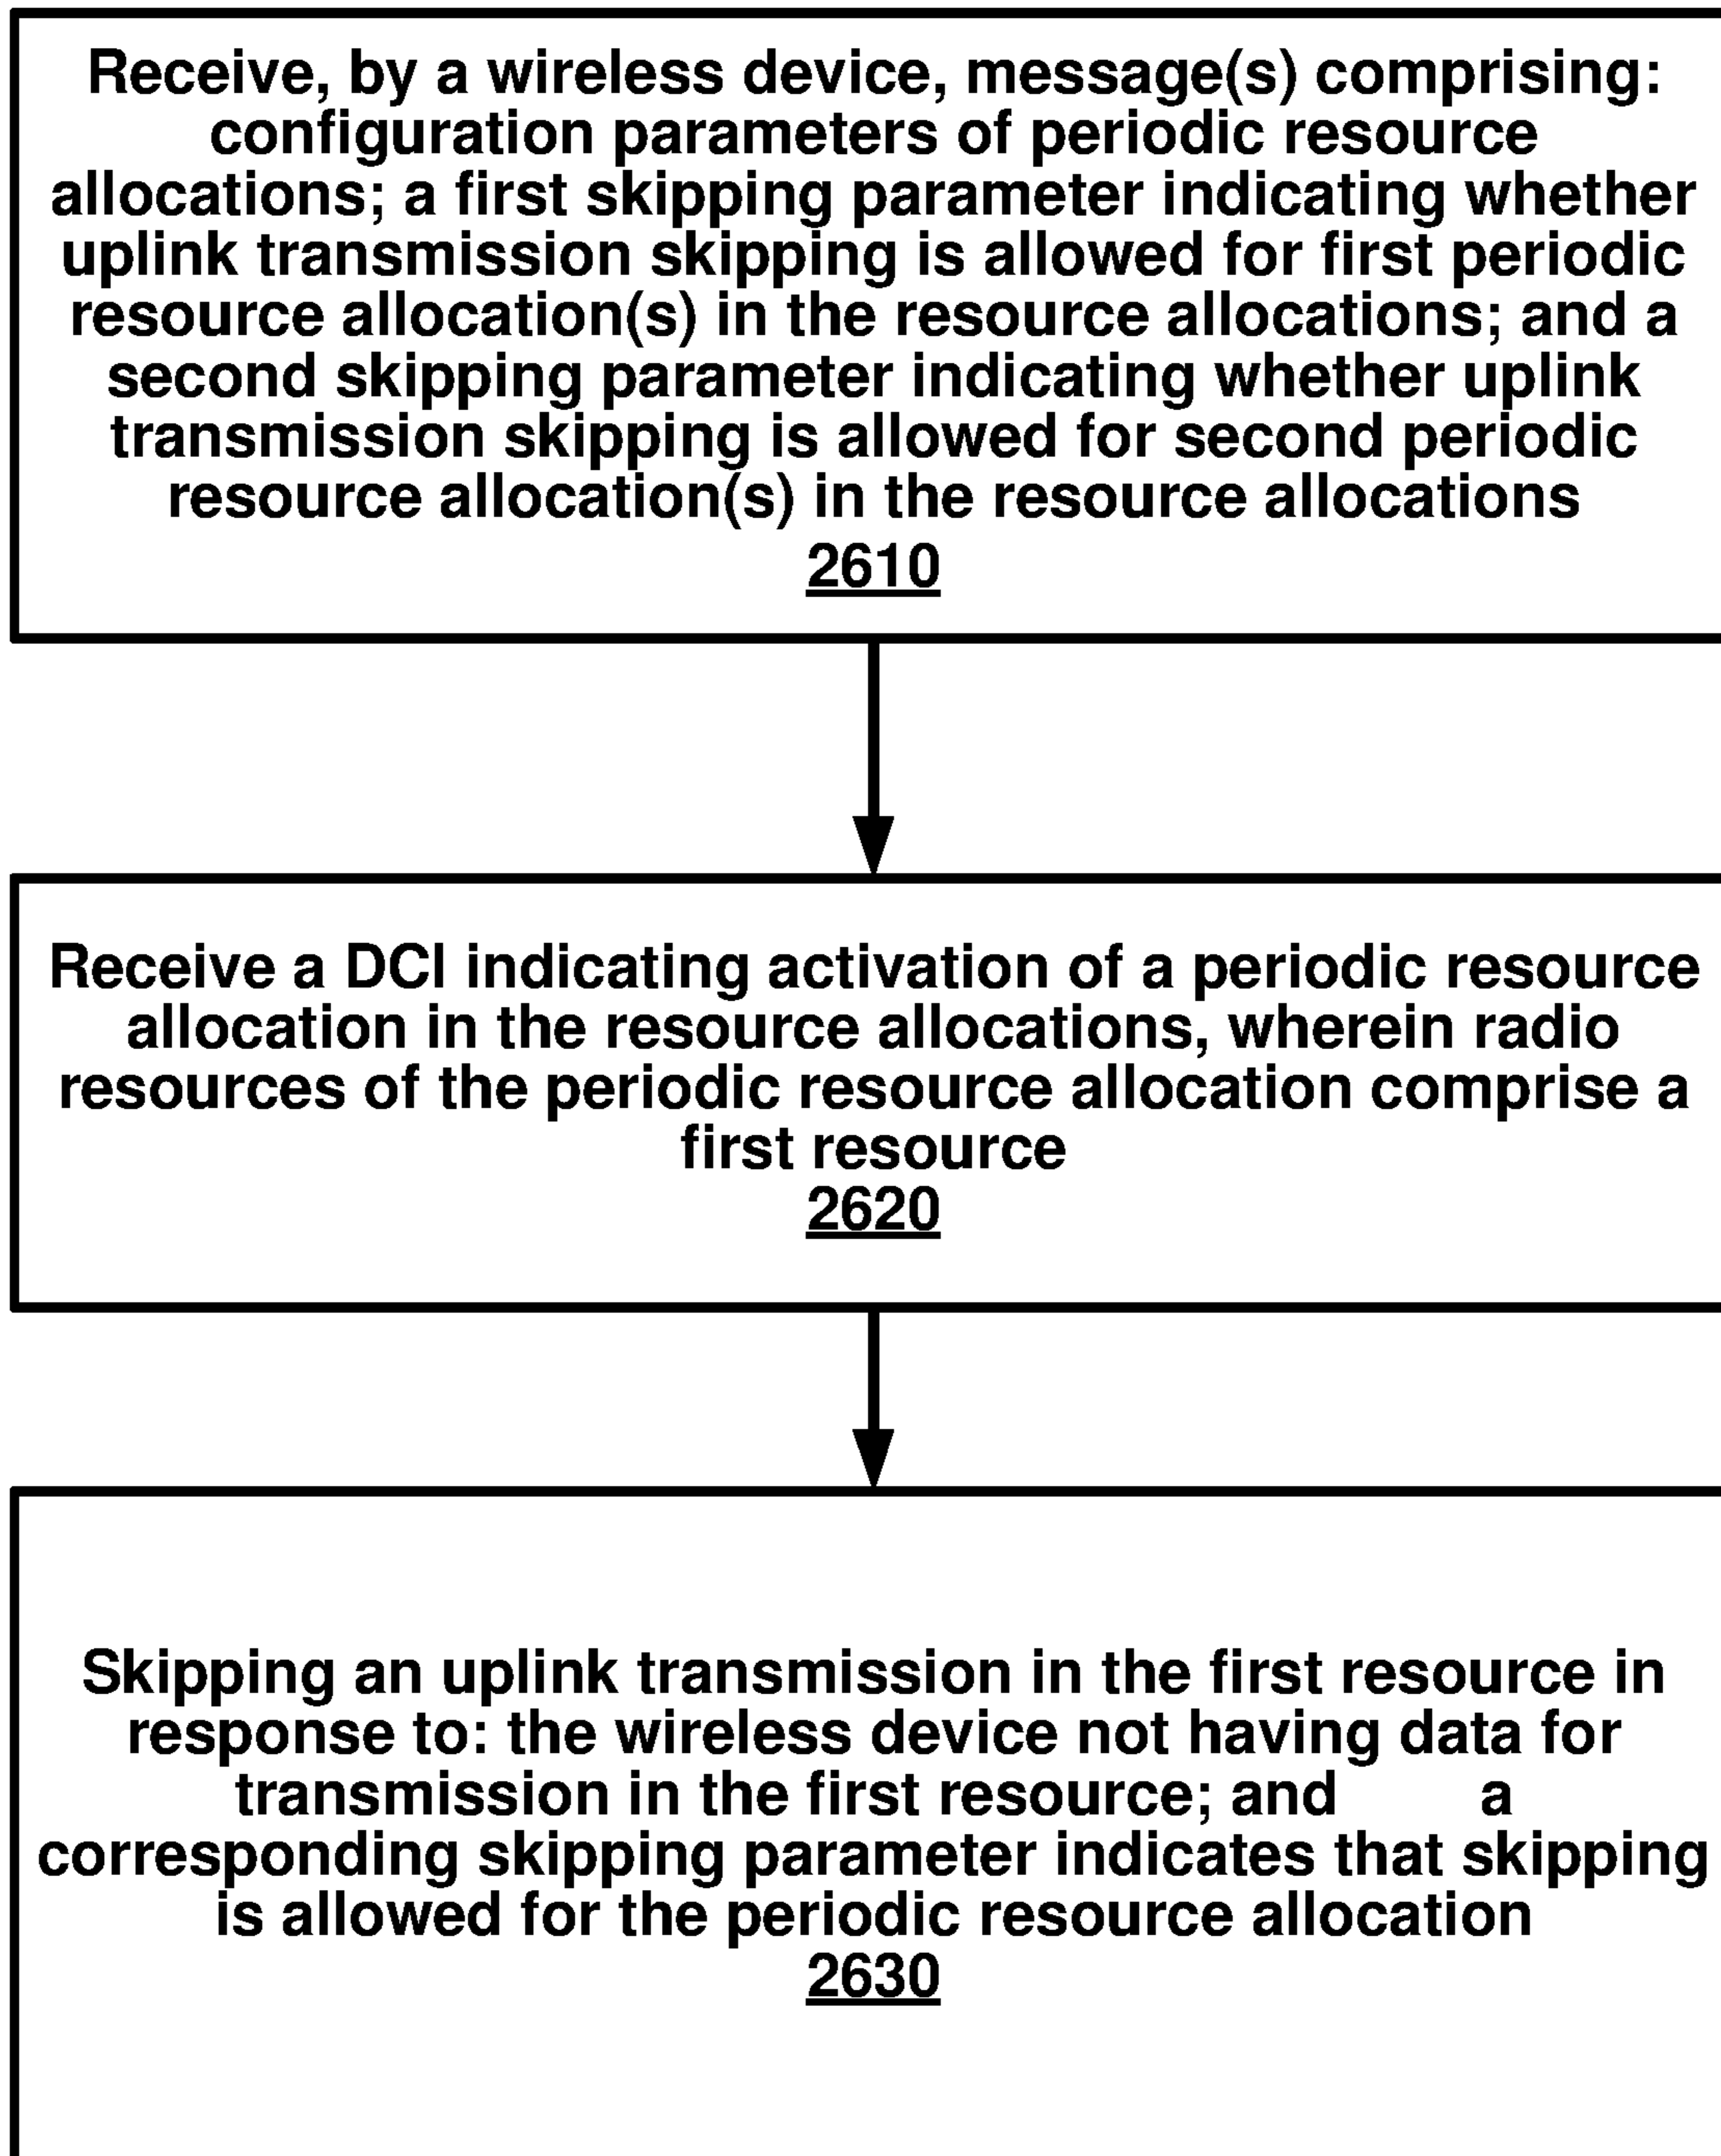 Receive, by a wireless device, message(s) comprising:
configuration parameters of periodic resource
allocations; a first skipping parameter indicating whether
uplink transmission skipping is allowed for first periodic
resource allocation(s) in the resource allocations; and a
second skipping parameter indicating whether uplink
transmission skipping is allowed for second periodic
resource allocation(s) in the resource allocations
2610
Receive a DCI indicating activation of a periodic resource
allocation in the resource allocations, wherein radio
resources of the periodic resource allocation comprise a
first resource
2620
Skipping an uplink transmission in the first resource in
response to: the wireless device not having data for
transmission in the first resource; and a
corresponding skipping parameter indicates that skipping
is allowed for the periodic resource allocation
2630